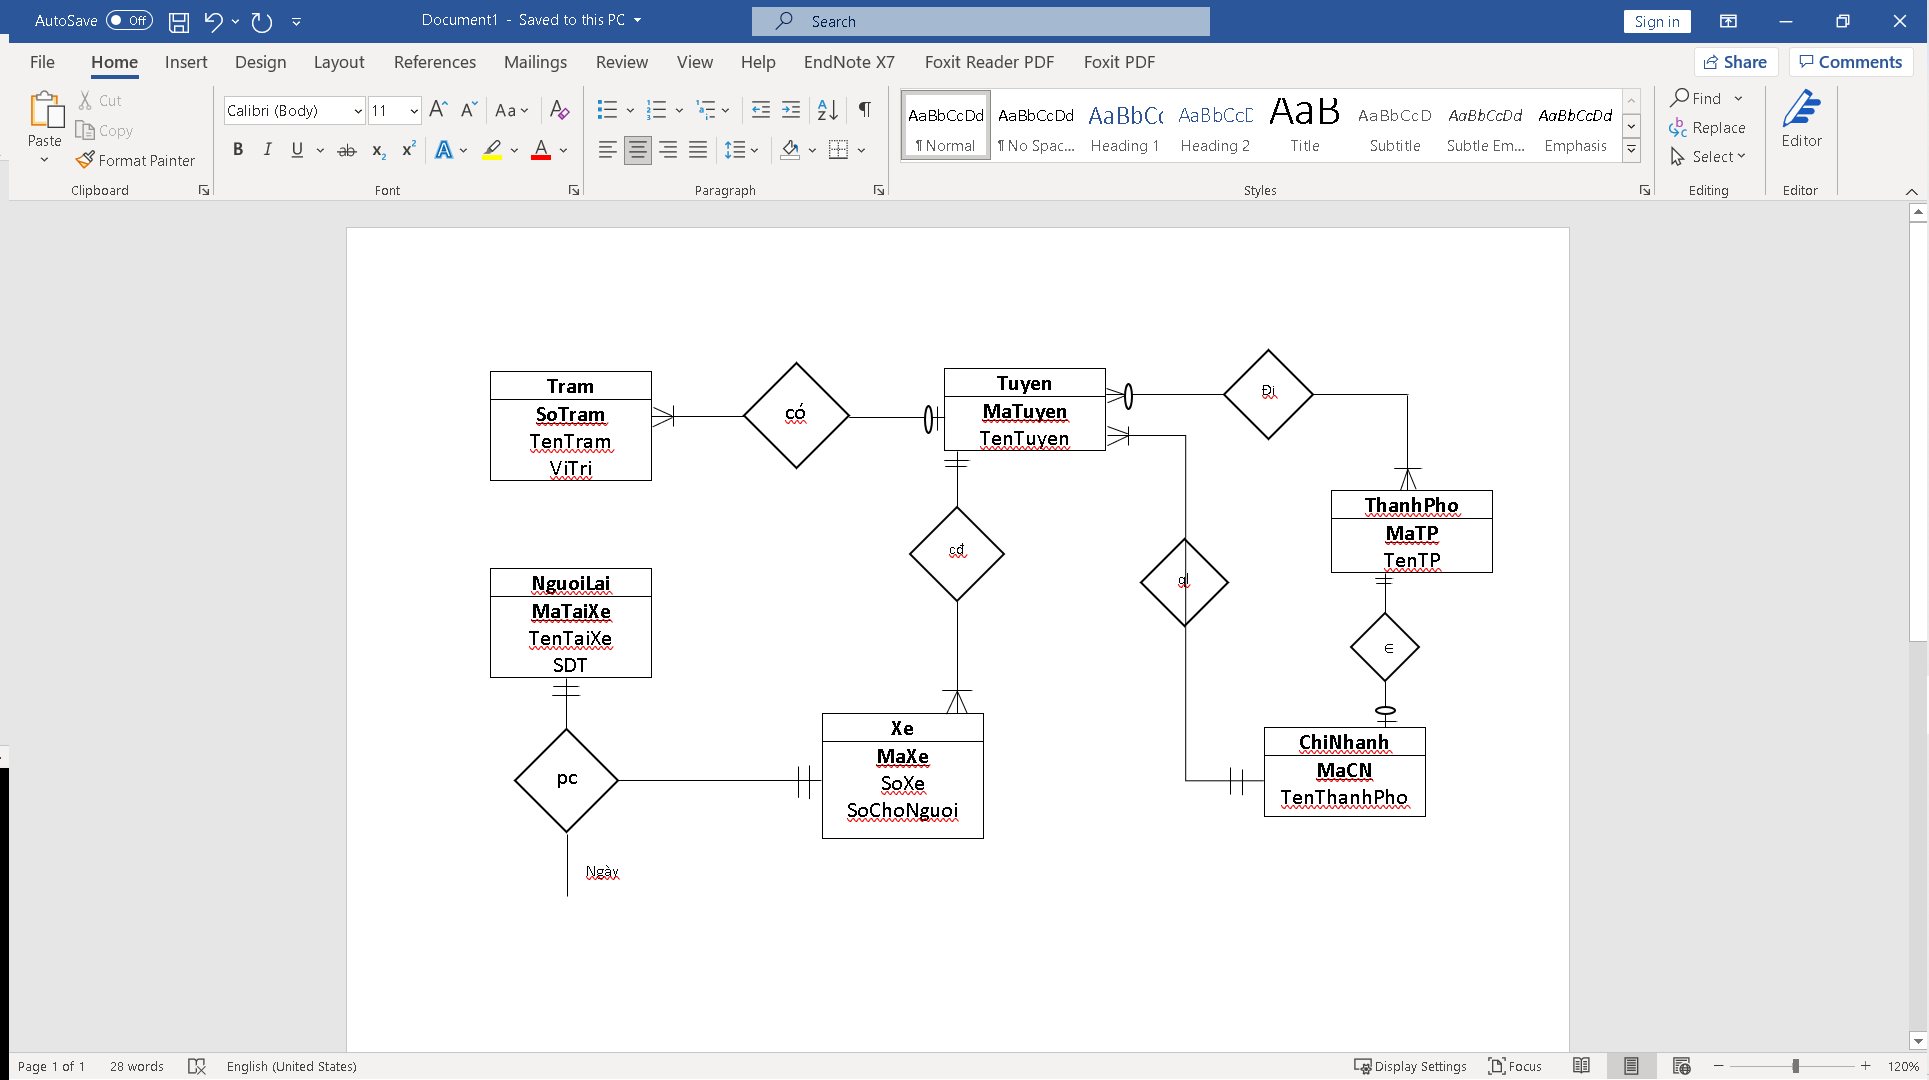 AutoSave Off Document1 - Saved to this PC Search Sign in
File Home Insert Design Layout References Mailings Review View Help EndNote X7 Foxit Reader PDF Foxit PDF Share Comments
Paste
Cut
Copy
Format Painter
Clipboard
Calibri (Body) 11
Font
Paragraph
AaBbCcDd AaBbCcDd AaBbCc AaBbCcD AaB AaBbCcD AaBbCcDd AaBbCcDd
¶ Normal ¶ No Spac... Heading 1 Heading 2 Title Subtitle Subtle Em... Emphasis
Styles
Find
Replace
Select
Editing
Editor
Editor
Tram
SoTram
TenTram
ViTri
có
Tuyen
MaTuyen
TenTuyen
Đi
ThanhPho
MaTP
TenTP
cđ
ql
NguoiLai
MaTaiXe
TenTaiXe
SDT
∈
Xe
MaXe
SoXe
SoChoNguoi
ChiNhanh
MaCN
TenThanhPho
pc
Ngày
Page 1 of 1 28 words English (United States) Display Settings Focus 120%